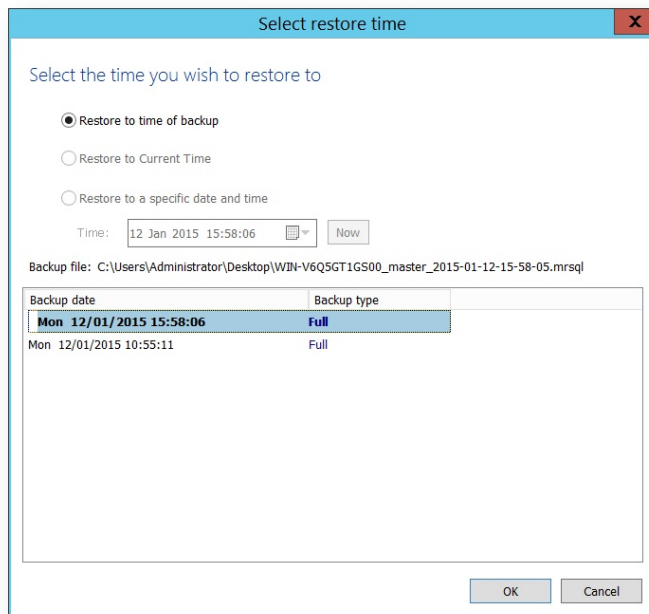 Select restore time
X
Select the time you wish to restore to
Restore to time of backup
Restore to Current Time
Restore to a specific date and time
Time: 12 Jan 2015 15:58:06 Now
Backup file: C:\Users\Administrator\Desktop\WIN-V6Q5GT1GS00_master_2015-01-12-15-58-05.mrsql
Backup date Backup type
Mon 12/01/2015 15:58:06 Full
Mon 12/01/2015 10:55:11 Full
OK Cancel